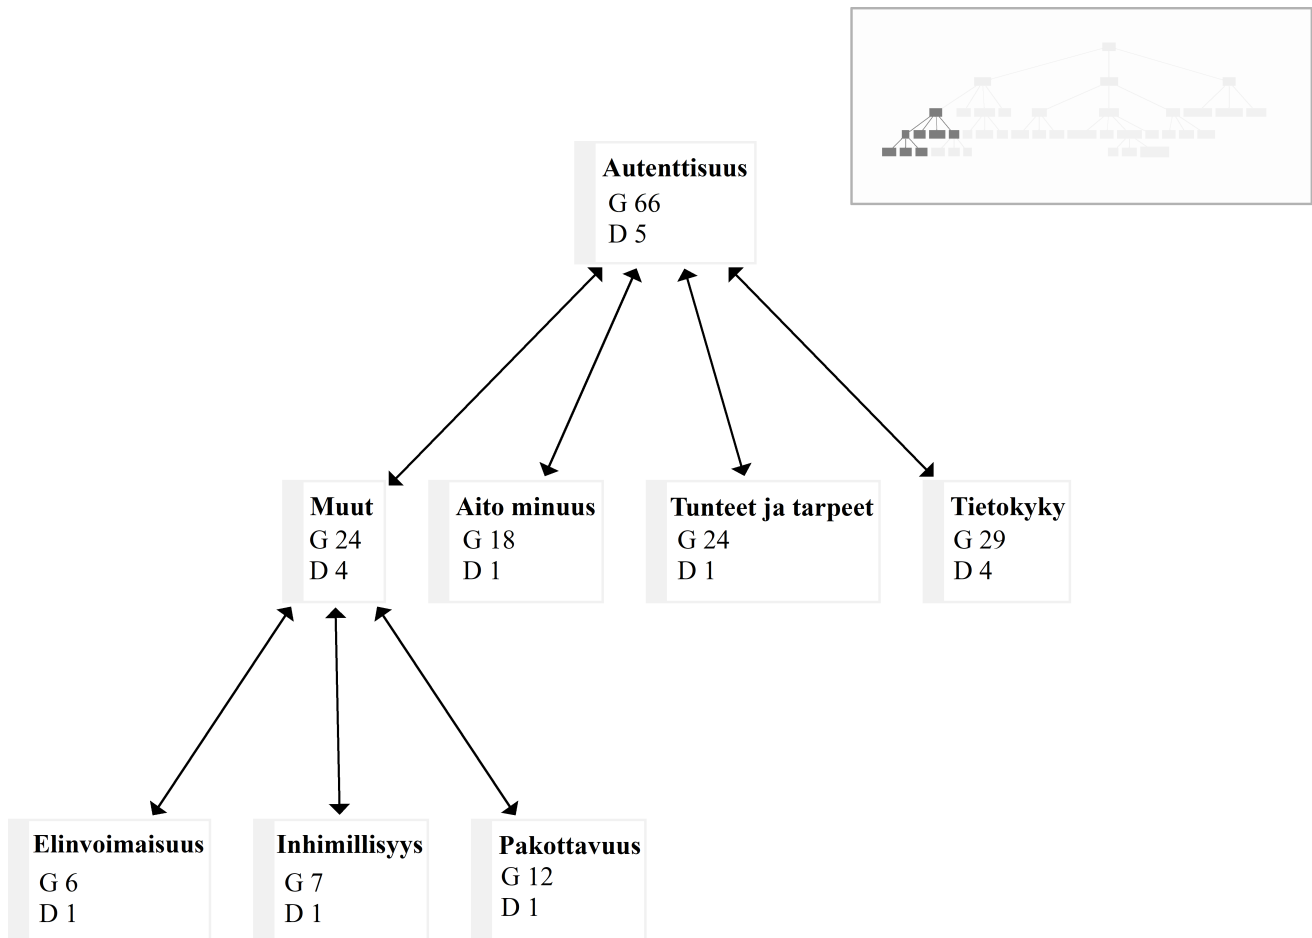 Autenttisuus
G 66
D 5
Muut
G 24
D 4
Aito minuus
G 18
D 1
Tunteet ja tarpeet
G 24
D 1
Tietokyky
G 29
D 4
Elinvoimaisuus
G 6
D 1
Inhimillisyys
G 7
D 1
Pakottavuus
G 12
D 1